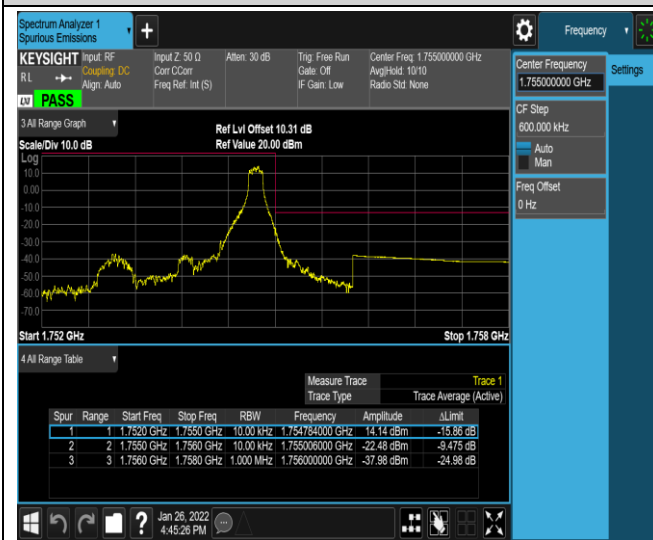 Spectrum Analyzer 1
Spurious Emissions
Frequency
KEYSIGHT
R L
LXI
PASS
Input: RF
Coupling: DC
Align: Auto
Input Z: 50 Ω
Corr CCorr
Freq Ref: Int (S)
Atten: 30 dB
Trig: Free Run
Gate: Off
IF Gain: Low
Center Freq: 1.755000000 GHz
Avg|Hold: 10/10
Radio Std: None
Center Frequency
1.755000000 GHz
Settings
CF Step
600.000 kHz
Auto
Man
Freq Offset
0 Hz
3 All Range Graph
Scale/Div 10.0 dB
Ref Lvl Offset 10.31 dB
Ref Value 20.00 dBm
Log
10.0
0.00
-10.0
-20.0
-30.0
-40.0
-50.0
-60.0
-70.0
Start 1.752 GHz
Stop 1.758 GHz
4 All Range Table
Measure Trace Trace 1
Trace Type Trace Average (Active)
Spur Range Start Freq Stop Freq RBW Frequency Amplitude ΔLimit
1 1 1.7520 GHz 1.7550 GHz 10.00 kHz 1.754784000 GHz 14.14 dBm -15.86 dB
2 2 1.7550 GHz 1.7560 GHz 10.00 kHz 1.755006000 GHz -22.48 dBm -9.475 dB
3 3 1.7560 GHz 1.7580 GHz 1.000 MHz 1.756000000 GHz -37.98 dBm -24.98 dB
Jan 26, 2022
4:45:26 PM